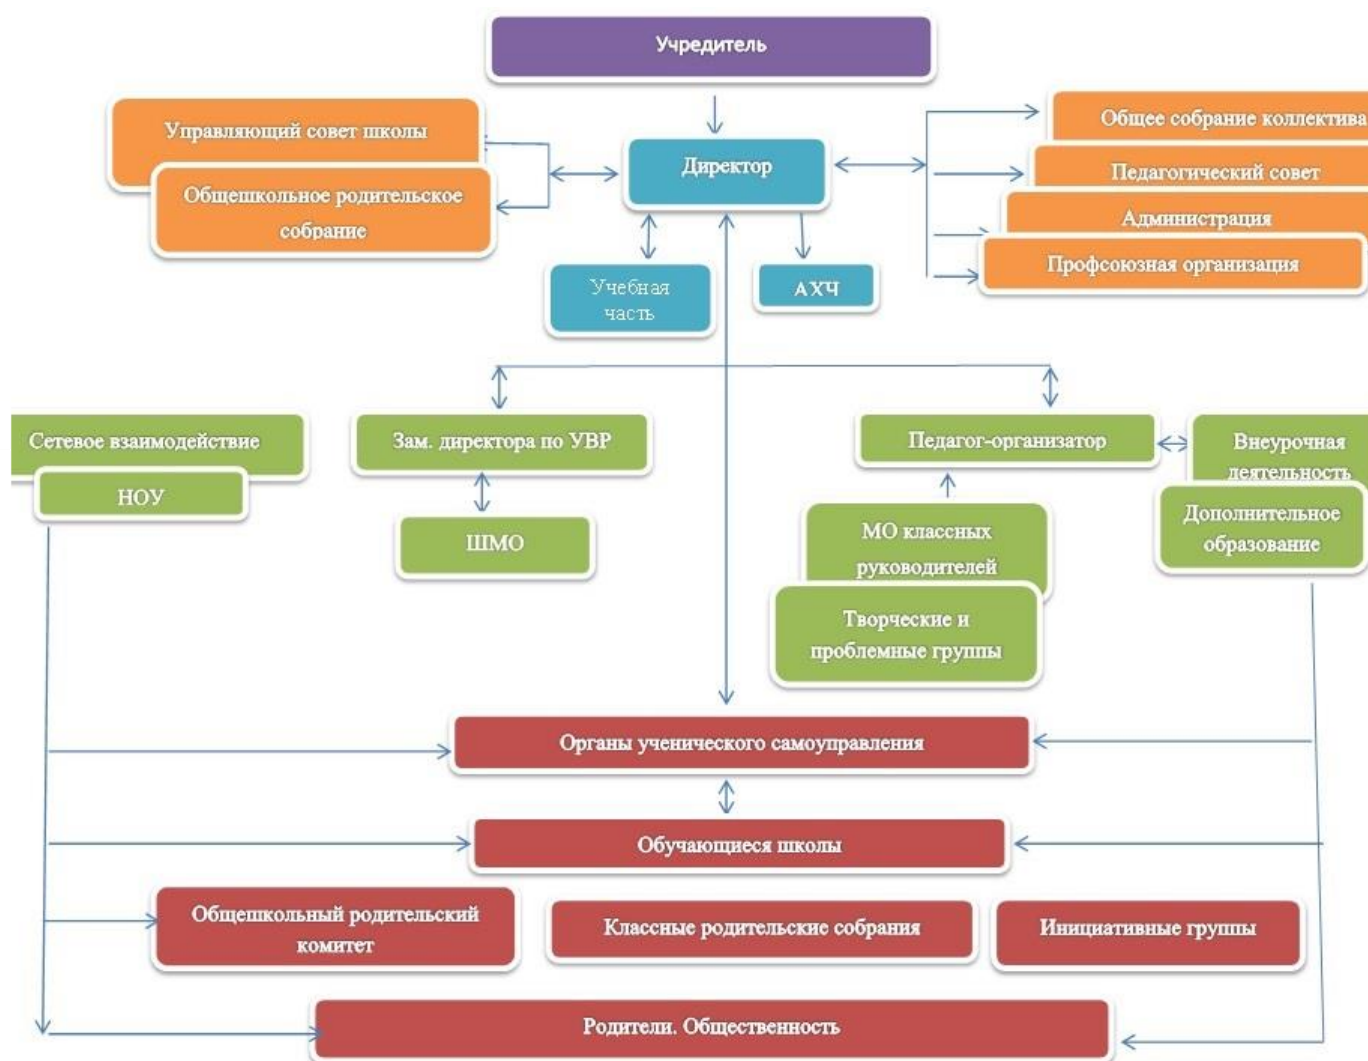 Учредитель
Управляющий совет школы
Общешкольное родительское
собрание
Директор
Общее собрание коллектива
Педагогический совет
Администрация
Профсоюзная организация
Учебная
часть
АХЧ
Сетевое взаимодействие
НОУ
Зам. директора по УВР
ШМО
Педагог-организатор
МО классных
руководителей
Творческие и
проблемные группы
Внеурочная
деятельность
Дополнительное
образование
Органы ученического самоуправления
Обучающиеся школы
Общешкольный родительский
комитет
Классные родительские собрания
Инициативные группы
Родители. Общественность